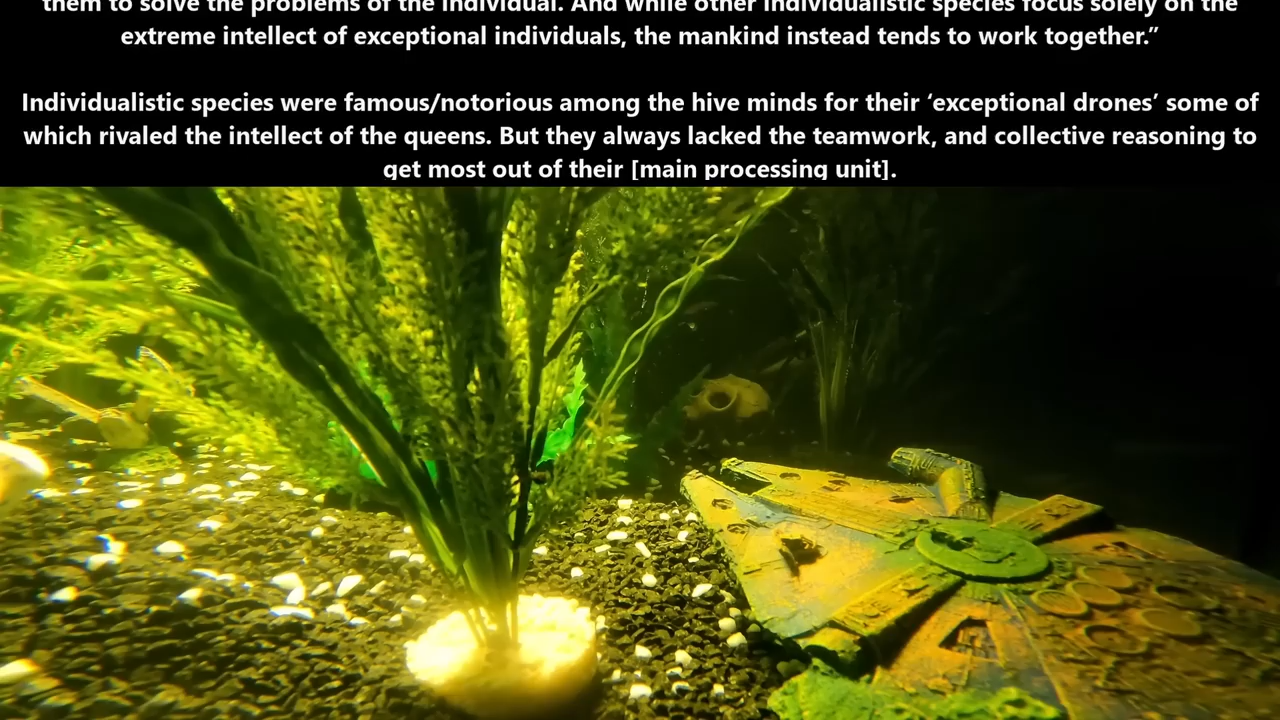 them to solve the problems of the individual. And while other individualistic species focus solely on the
extreme intellect of exceptional individuals, the mankind instead tends to work together.”
Individualistic species were famous/notorious among the hive minds for their ‘exceptional drones’ some of
which rivaled the intellect of the queens. But they always lacked the teamwork, and collective reasoning to
get most out of their [main processing unit].